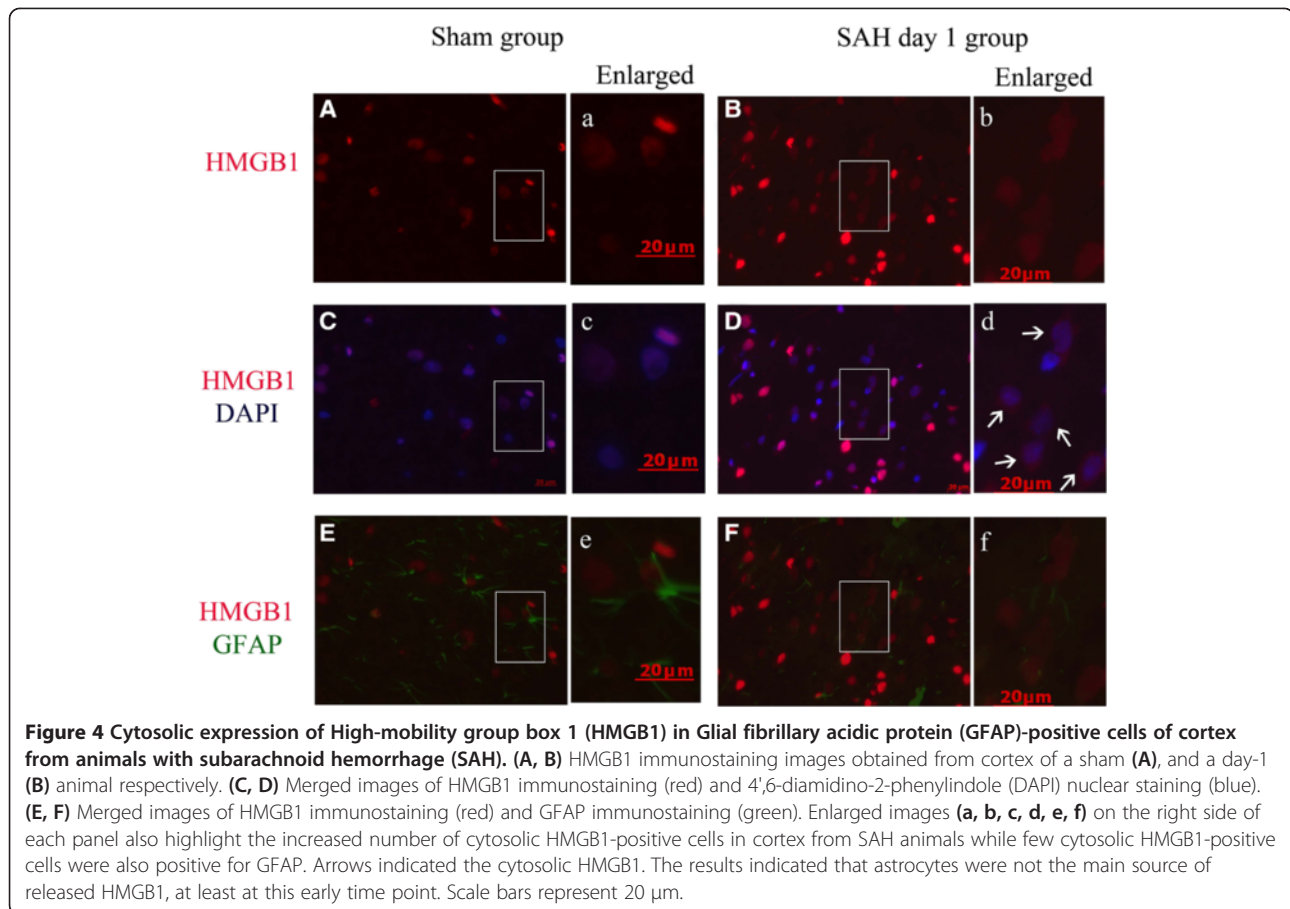 Sham group
SAH day 1 group
Enlarged
Enlarged
HMGB1
A
a
20µm
B
b
20µm
HMGB1
DAPI
C
20 µm
c
20µm
D
20 µm
d
20µm
HMGB1
GFAP
E
e
20µm
F
f
Figure 4 Cytosolic expression of High-mobility group box 1 (HMGB1) in Glial fibrillary acidic protein (GFAP)-positive cells of cortex
from animals with subarachnoid hemorrhage (SAH). (A, B) HMGB1 immunostaining images obtained from cortex of a sham (A), and a day-1
(B) animal respectively. (C, D) Merged images of HMGB1 immunostaining (red) and 4',6-diamidino-2-phenylindole (DAPI) nuclear staining (blue).
(E, F) Merged images of HMGB1 immunostaining (red) and GFAP immunostaining (green). Enlarged images (a, b, c, d, e, f) on the right side of
each panel also highlight the increased number of cytosolic HMGB1-positive cells in cortex from SAH animals while few cytosolic HMGB1-positive
cells were also positive for GFAP. Arrows indicated the cytosolic HMGB1. The results indicated that astrocytes were not the main source of
released HMGB1, at least at this early time point. Scale bars represent 20 µm.